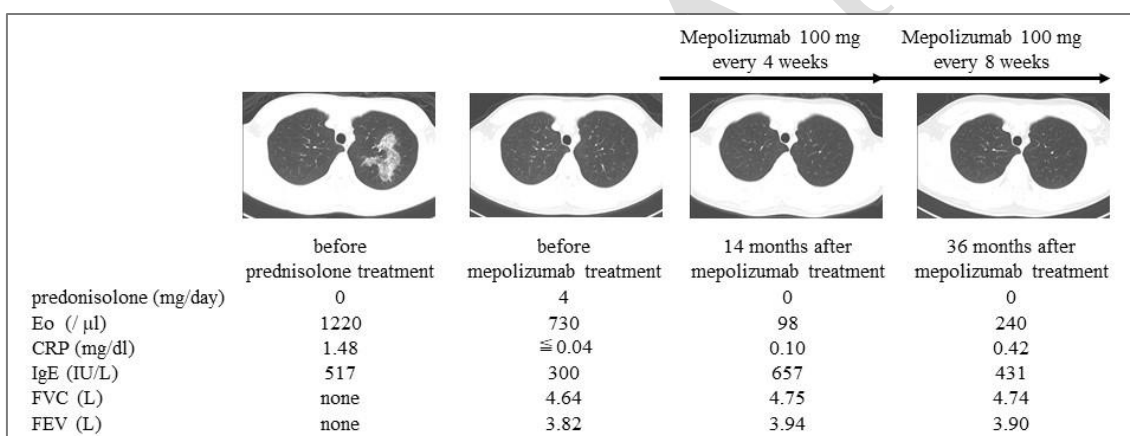 Mepolizumab 100 mg every 4 weeks
Mepolizumab 100 mg every 8 weeks
before prednisolone treatment
before mepolizumab treatment
14 months after mepolizumab treatment
36 months after mepolizumab treatment
predonisolone (mg/day) 0 4 0 0
Eo (/ μl) 1220 730 98 240
CRP (mg/dl) 1.48 ≦0.04 0.10 0.42
IgE (IU/L) 517 300 657 431
FVC (L) none 4.64 4.75 4.74
FEV (L) none 3.82 3.94 3.90